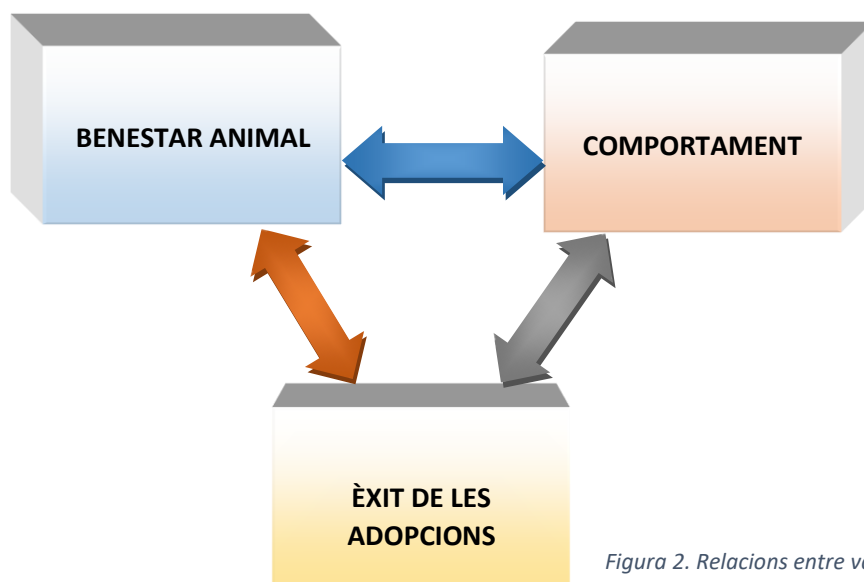 BENESTAR ANIMAL
COMPORTAMENT
ÈXIT DE LES
ADOPCIONS
Figura 2. Relacions entre